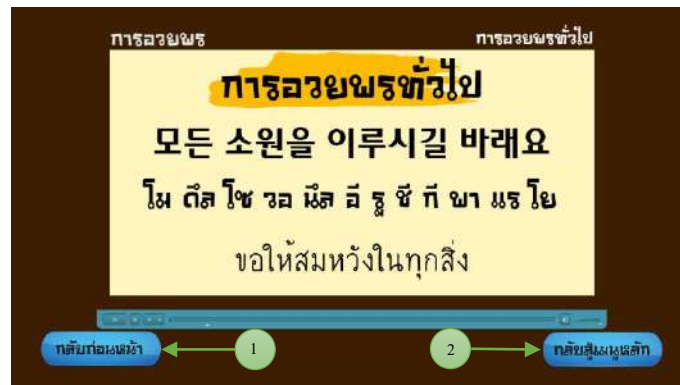 การอวยพร
การอวยพรทั่วไป
การอวยพรทั่วไป
모든 소원을 이루시길 바래요
โม ดึล โซ วอ นึล อี รู ชี กี พา แร โย
ขอให้สมหวังในทุกสิ่ง
กลับก่อนหน้า
1
2
กลับสู่เมนูหลัก